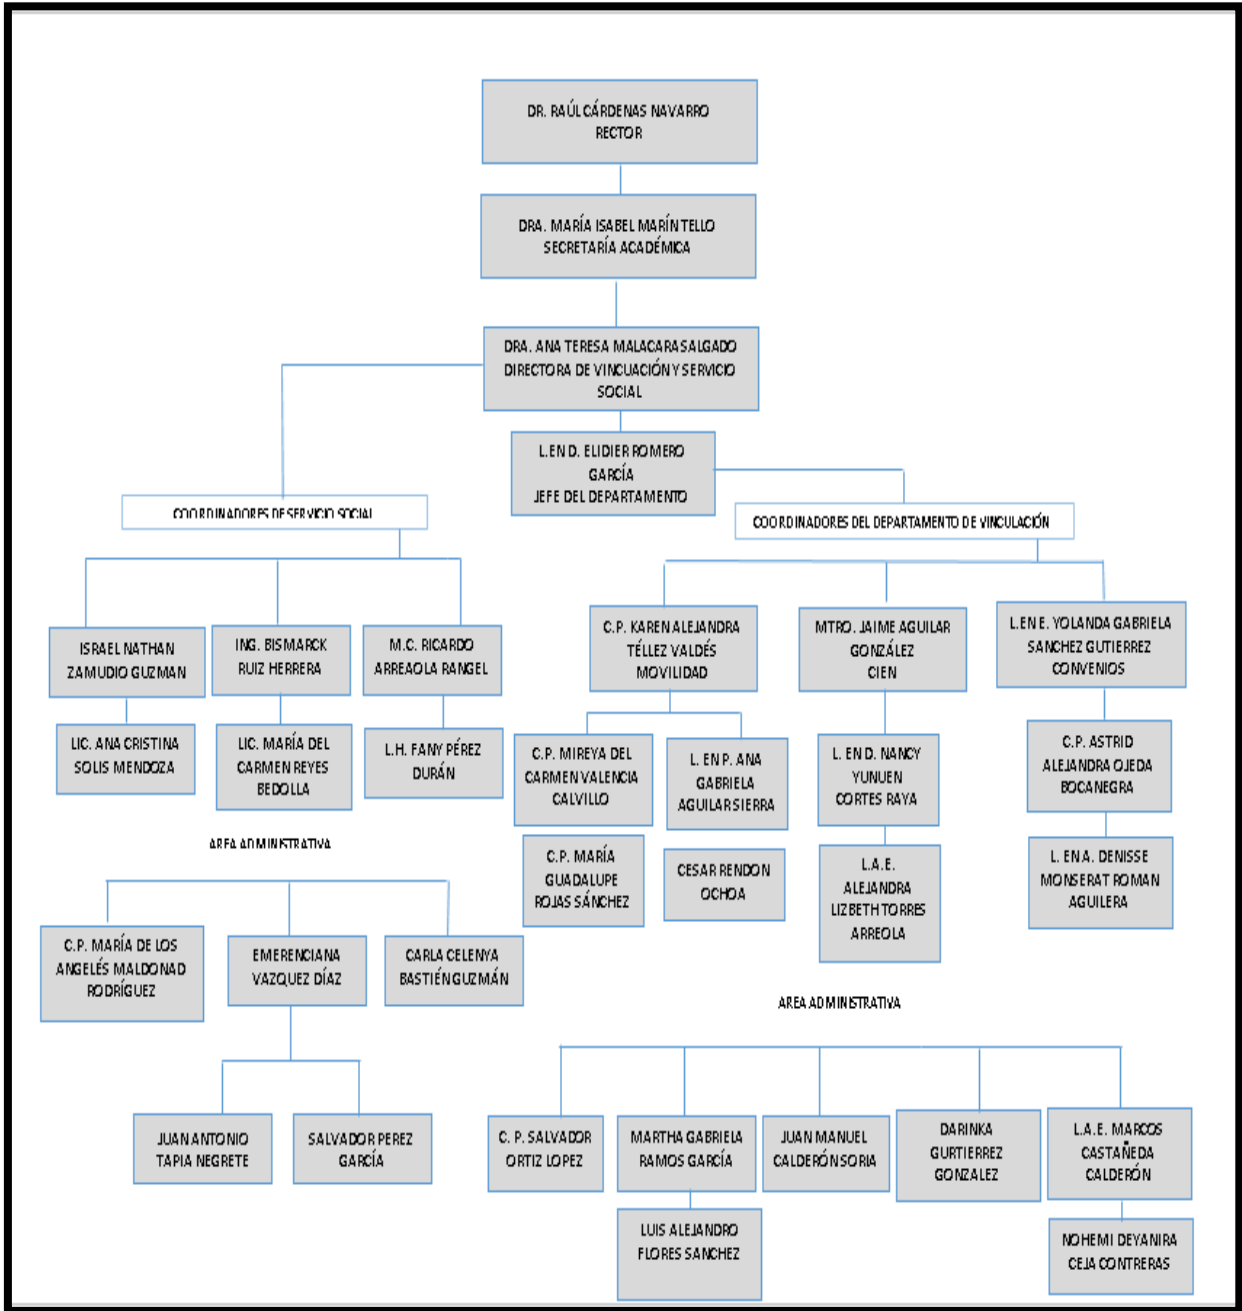 DR. RAÚL CÁRDENAS NAVARRO
RECTOR
DRA. MARÍA ISABEL MARÍN TELLO
SECRETARÍA ACADÉMICA
DRA. ANA TERESA MALACARA SALGADO
DIRECTORA DE VINCUACIÓN Y SERVICIO
SOCIAL
L.EN D. ELIDIER ROMERO
GARCÍA
JEFE DEL DEPARTAMENTO
COORDINADORES DE SERVICIO SOCIAL
ISRAEL NATHAN
ZAMUDIO GUZMAN
ING. BISMARCK
RUIZ HERRERA
M.C. RICARDO
ARREAOLA RANGEL
LIC. ANA CRISTINA
SOLIS MENDOZA
LIC. MARÍA DEL
CARMEN REYES
BEDOLLA
L.H. FANY PÉREZ
DURÁN
AREA ADMINISTRATIVA
C.P. MARÍA DE LOS
ANGELÉS MALDONAD
RODRÍGUEZ
EMERENCIANA
VAZQUEZ DÍAZ
CARLA CELENYA
BASTIÉN GUZMÁN
JUAN ANTONIO
TAPIA NEGRETE
SALVADOR PEREZ
GARCÍA
COORDINADORES DEL DEPARTAMENTO DE VINCULACIÓN
C.P. KAREN ALEJANDRA
TÉLLEZ VALDÉS
MOVILIDAD
MTRO. JAIME AGUILAR
GONZÁLEZ
CIEN
L.EN E. YOLANDA GABRIELA
SANCHEZ GUTIERREZ
CONVENIOS
C.P. MIREYA DEL
CARMEN VALENCIA
CALVILLO
L. EN P. ANA
GABRIELA
AGUILAR SIERRA
L. EN D. NANCY
YUNUEN
CORTES RAYA
C.P. ASTRID
ALEJANDRA OJEDA
BOCANEGRA
C.P. MARÍA
GUADALUPE
ROJAS SÁNCHEZ
CESAR RENDON
OCHOA
L.A.E.
ALEJANDRA
LIZBETH TORRES
ARREOLA
L. EN A. DENISSE
MONSERAT ROMAN
AGUILERA
AREA ADMINISTRATIVA
C. P. SALVADOR
ORTIZ LOPEZ
MARTHA GABRIELA
RAMOS GARCÍA
JUAN MANUEL
CALDERÓN SORIA
DARINKA
GURTIERREZ
GONZALEZ
L.A.E. MARCOS
CASTAÑEDA
CALDERÓN
LUIS ALEJANDRO
FLORES SANCHEZ
NOHEMI DEYANIRA
CEJA CONTRERAS